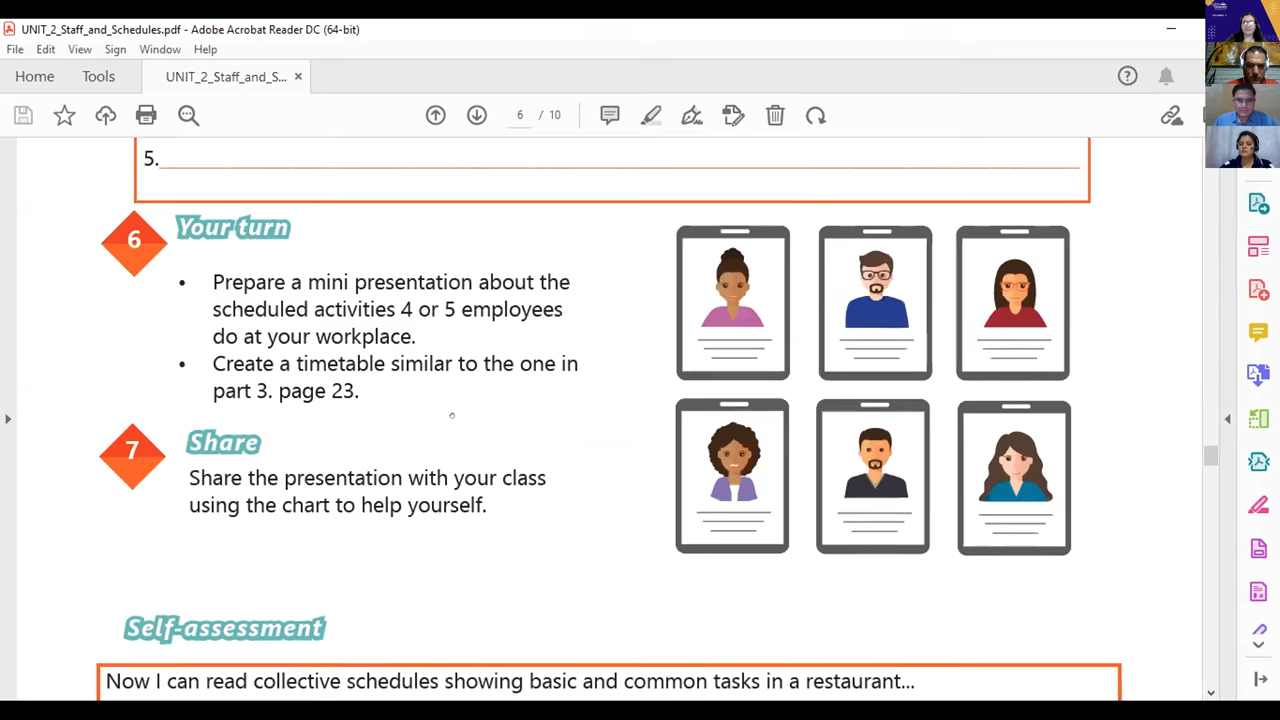 UNIT_2_Staff_and_Schedules.pdf - Adobe Acrobat Reader DC (64-bit)
File Edit View Sign Window Help
Home Tools UNIT_2_Staff_and_S... ×
6 / 10
5.
6 Your turn
• Prepare a mini presentation about the
scheduled activities 4 or 5 employees
do at your workplace.
• Create a timetable similar to the one in
part 3. page 23.
7 Share
Share the presentation with your class
using the chart to help yourself.
Self-assessment
Now I can read collective schedules showing basic and common tasks in a restaurant...